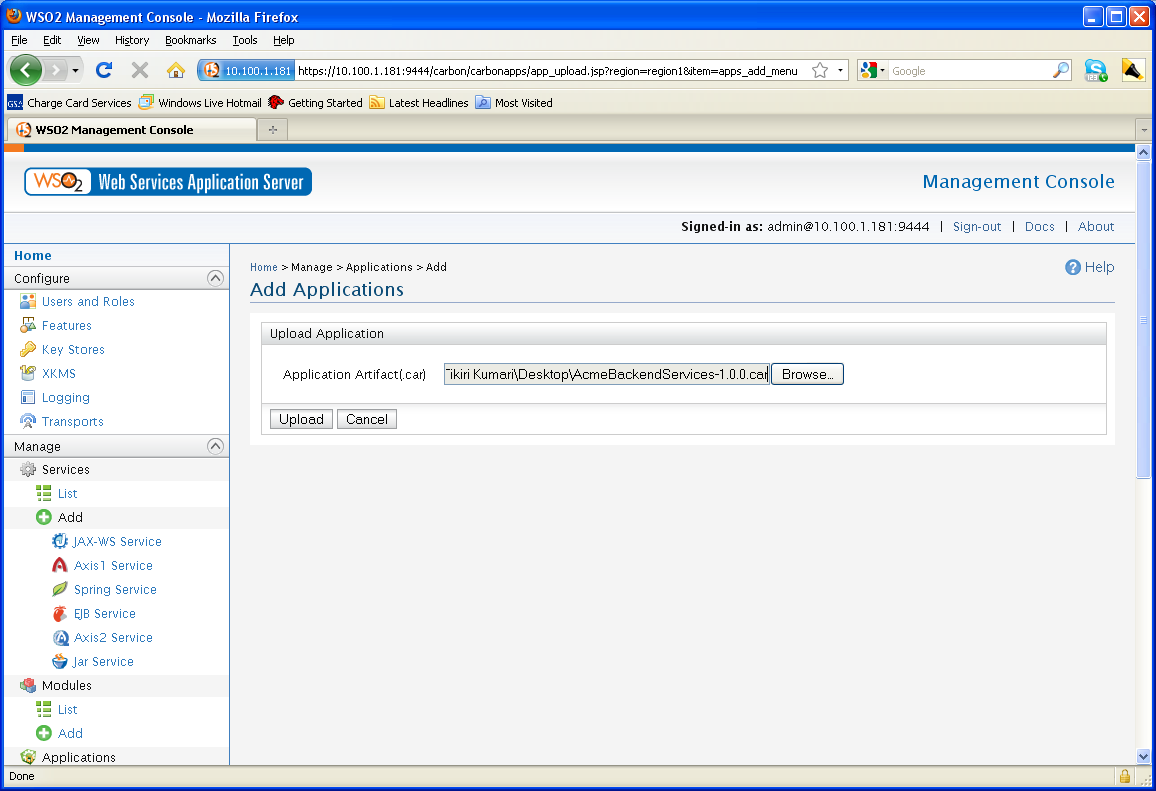 WSO2 Management Console - Mozilla Firefox
File Edit View History Bookmarks Tools Help
10.100.1.181 https://10.100.1.181:9444/carbon/carbonapps/app_upload.jsp?region=region1&item=apps_add_menu Google
Charge Card Services Windows Live Hotmail Getting Started Latest Headlines Most Visited
WSO2 Management Console
WSO2 Web Services Application Server
Management Console
Signed-in as: admin@10.100.1.181:9444 | Sign-out | Docs | About
Home
Configure
Users and Roles
Features
Key Stores
XKMS
Logging
Transports
Manage
Services
List
Add
JAX-WS Service
Axis1 Service
Spring Service
EJB Service
Axis2 Service
Jar Service
Modules
List
Add
Applications
Home > Manage > Applications > Add
Help
Add Applications
Upload Application
Application Artifact(.car) Tikiri Kumari\Desktop\AcmeBackendServices-1.0.0.car Browse...
Upload Cancel
Done